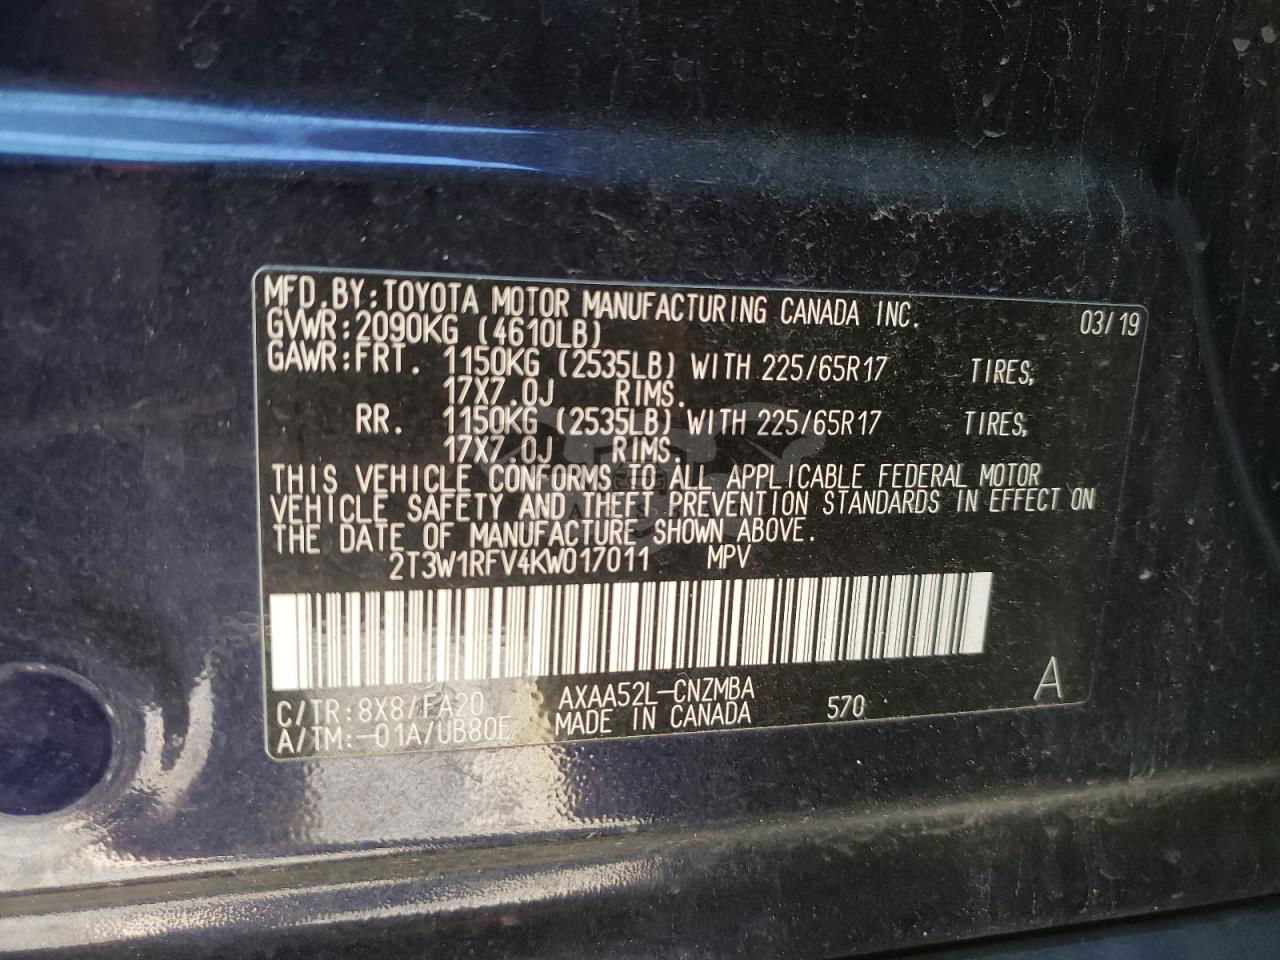 MFD.BY:TOYOTA MOTOR MANUFACTURING CANADA INC. 03/19
GVWR:2090KG (4610LB)
GAWR:FRT. 1150KG (2535LB) WITH 225/65R17 TIRES,
17X7.0J RIMS.
RR. 1150KG (2535LB) WITH 225/65R17 TIRES,
17X7.0J RIMS.
THIS VEHICLE CONFORMS TO ALL APPLICABLE FEDERAL MOTOR
VEHICLE SAFETY AND THEFT PREVENTION STANDARDS IN EFFECT ON
THE DATE OF MANUFACTURE SHOWN ABOVE.
2T3W1RFV4KW017011 MPV
C/TR:8X8/FA20 AXAA52L-CNZMBA
A/TM:-01A/UB80E MADE IN CANADA 570 A